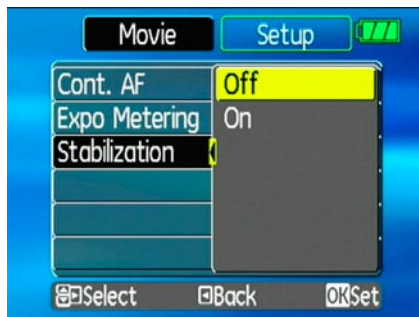 Movie Setup
Cont. AF Off
Expo Metering On
Stabilization
Select Back OK Set